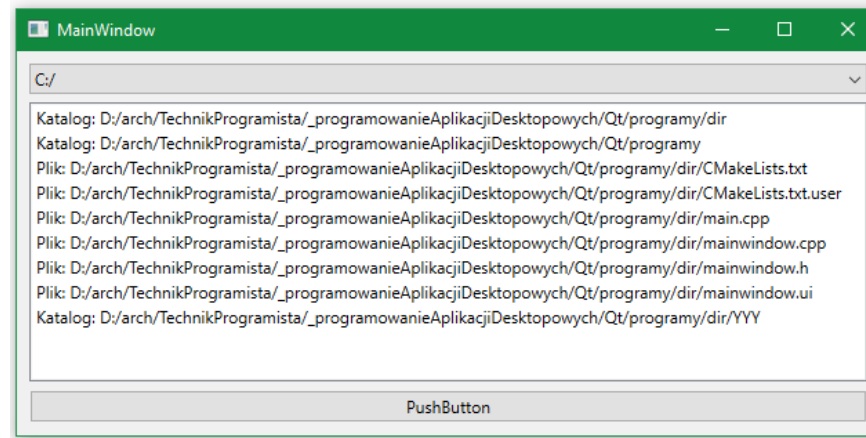 MainWindow
C:/
Katalog: D:/arch/TechnikProgramista/_programowanieAplikacjiDesktopowych/Qt/programy/dir
Katalog: D:/arch/TechnikProgramista/_programowanieAplikacjiDesktopowych/Qt/programy
Plik: D:/arch/TechnikProgramista/_programowanieAplikacjiDesktopowych/Qt/programy/dir/CMakeLists.txt
Plik: D:/arch/TechnikProgramista/_programowanieAplikacjiDesktopowych/Qt/programy/dir/CMakeLists.txt.user
Plik: D:/arch/TechnikProgramista/_programowanieAplikacjiDesktopowych/Qt/programy/dir/main.cpp
Plik: D:/arch/TechnikProgramista/_programowanieAplikacjiDesktopowych/Qt/programy/dir/mainwindow.cpp
Plik: D:/arch/TechnikProgramista/_programowanieAplikacjiDesktopowych/Qt/programy/dir/mainwindow.h
Plik: D:/arch/TechnikProgramista/_programowanieAplikacjiDesktopowych/Qt/programy/dir/mainwindow.ui
Katalog: D:/arch/TechnikProgramista/_programowanieAplikacjiDesktopowych/Qt/programy/dir/YYY
PushButton